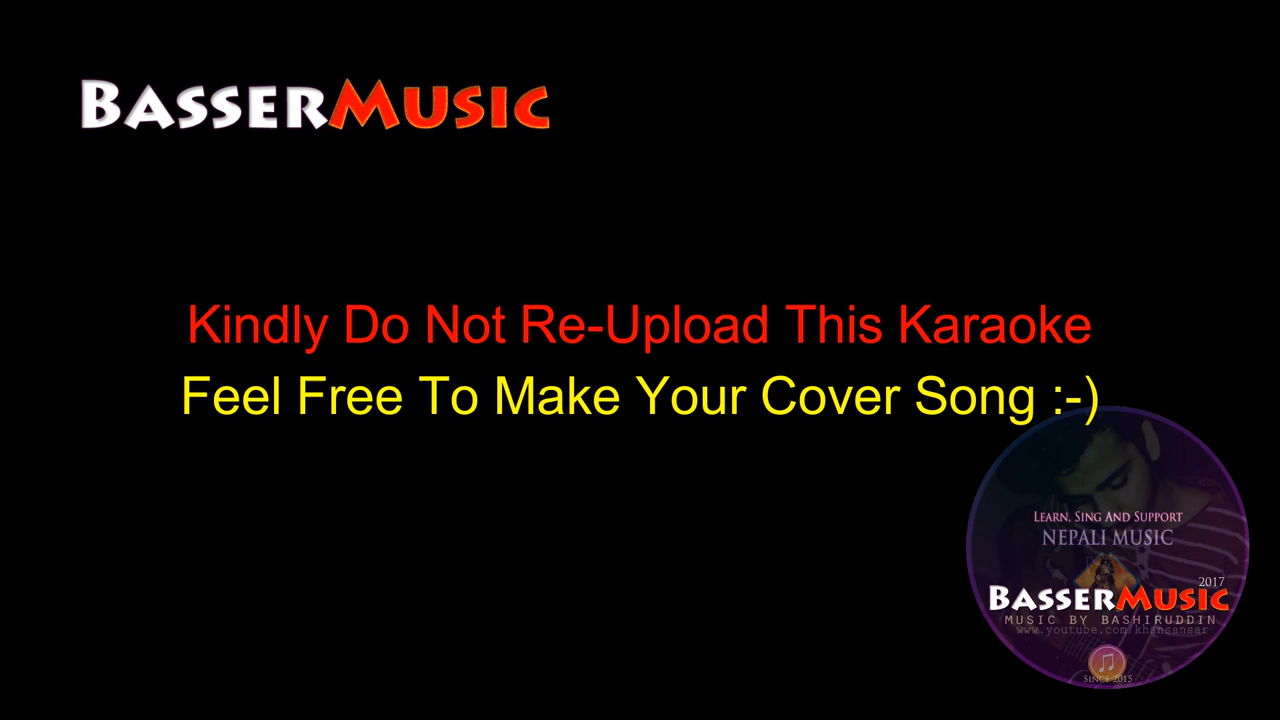 BASSERMUSIC
Kindly Do Not Re-Upload This Karaoke
Feel Free To Make Your Cover Song :-)
LEARN, SING AND SUPPORT
NEPALI MUSIC
2017
BASSERMUSIC
MUSIC BY BASHIRUDDIN
www.youtube.com/khansansar
SINCE 2015